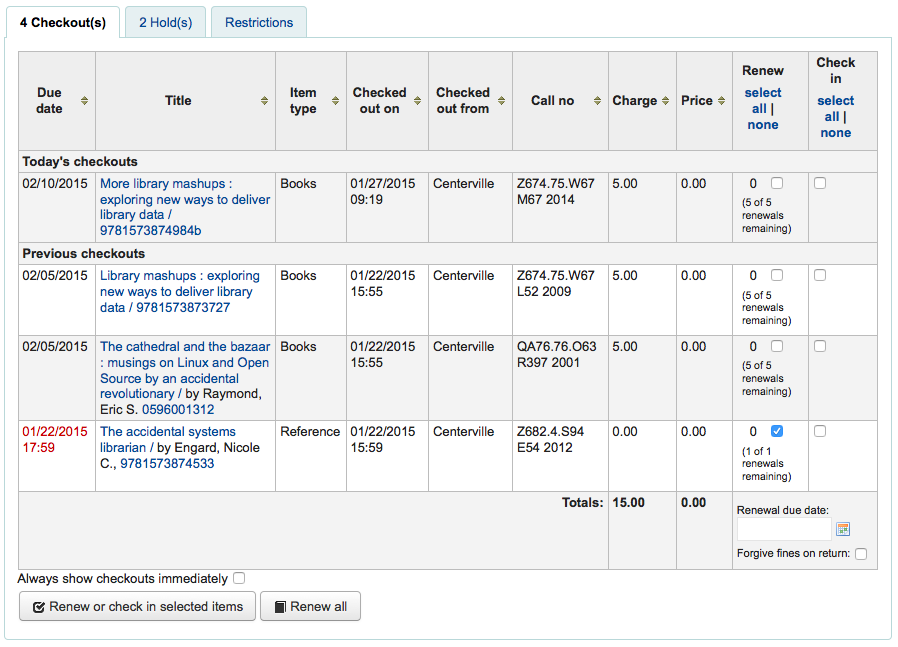 4 Checkout(s) 2 Hold(s) Restrictions
Due date Title Item type Checked out on Checked out from Call no Charge Price Renew select all | none Check in select all | none
Today's checkouts
02/10/2015 More library mashups : Books 01/27/2015 Centerville Z674.75.W67 5.00 0.00 0
exploring new ways to deliver 09:19 M67 2014 (5 of 5
library data / renewals
9781573874984b remaining)
Previous checkouts
02/05/2015 Library mashups : exploring Books 01/22/2015 Centerville Z674.75.W67 5.00 0.00 0
new ways to deliver library 15:55 L52 2009 (5 of 5
data / 9781573873727 renewals
remaining)
02/05/2015 The cathedral and the bazaar Books 01/22/2015 Centerville QA76.76.O63 5.00 0.00 0
: musings on Linux and Open 15:55 R397 2001 (5 of 5
Source by an accidental renewals
revolutionary / by Raymond, remaining)
Eric S. 0596001312
01/22/2015 The accidental systems Reference 01/22/2015 Centerville Z682.4.S94 0.00 0.00 0
17:59 librarian / by Engard, Nicole 15:59 E54 2012 (1 of 1
C., 9781573874533 renewals
remaining)
Totals: 15.00 0.00 Renewal due date:
Forgive fines on return:
Always show checkouts immediately
Renew or check in selected items Renew all